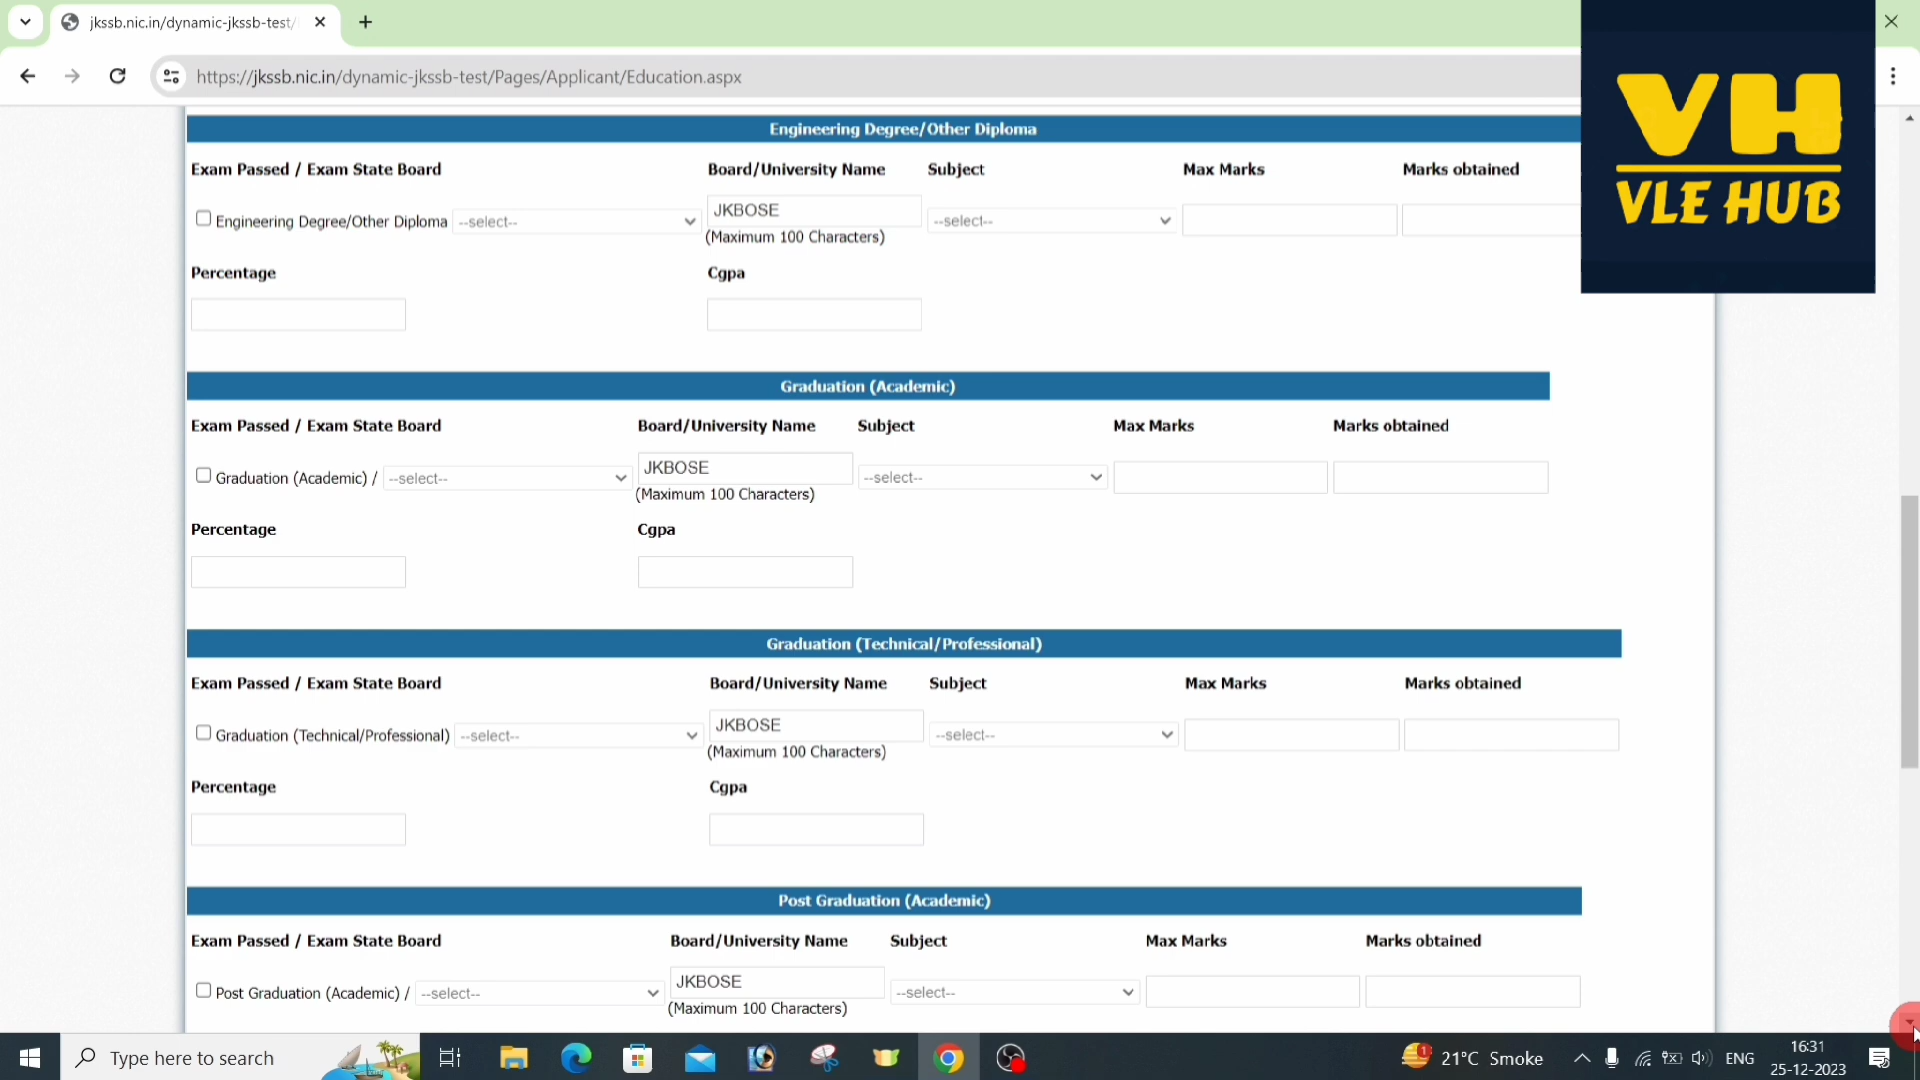 jkssb.nic.in/dynamic-jkssb-test/
https://jkssb.nic.in/dynamic-jkssb-test/Pages/Applicant/Education.aspx
VH
VLE HUB
Engineering Degree/Other Diploma
Exam Passed / Exam State Board Board/University Name Subject Max Marks Marks obtained
Engineering Degree/Other Diploma --select-- JKBOSE --select--
(Maximum 100 Characters)
Percentage Cgpa
Graduation (Academic)
Exam Passed / Exam State Board Board/University Name Subject Max Marks Marks obtained
Graduation (Academic) / --select-- JKBOSE --select--
(Maximum 100 Characters)
Percentage Cgpa
Graduation (Technical/Professional)
Exam Passed / Exam State Board Board/University Name Subject Max Marks Marks obtained
Graduation (Technical/Professional) --select-- JKBOSE --select--
(Maximum 100 Characters)
Percentage Cgpa
Post Graduation (Academic)
Exam Passed / Exam State Board Board/University Name Subject Max Marks Marks obtained
Post Graduation (Academic) / --select-- JKBOSE --select--
(Maximum 100 Characters)
Type here to search 1 21°C Smoke ENG 16:31
25-12-2023